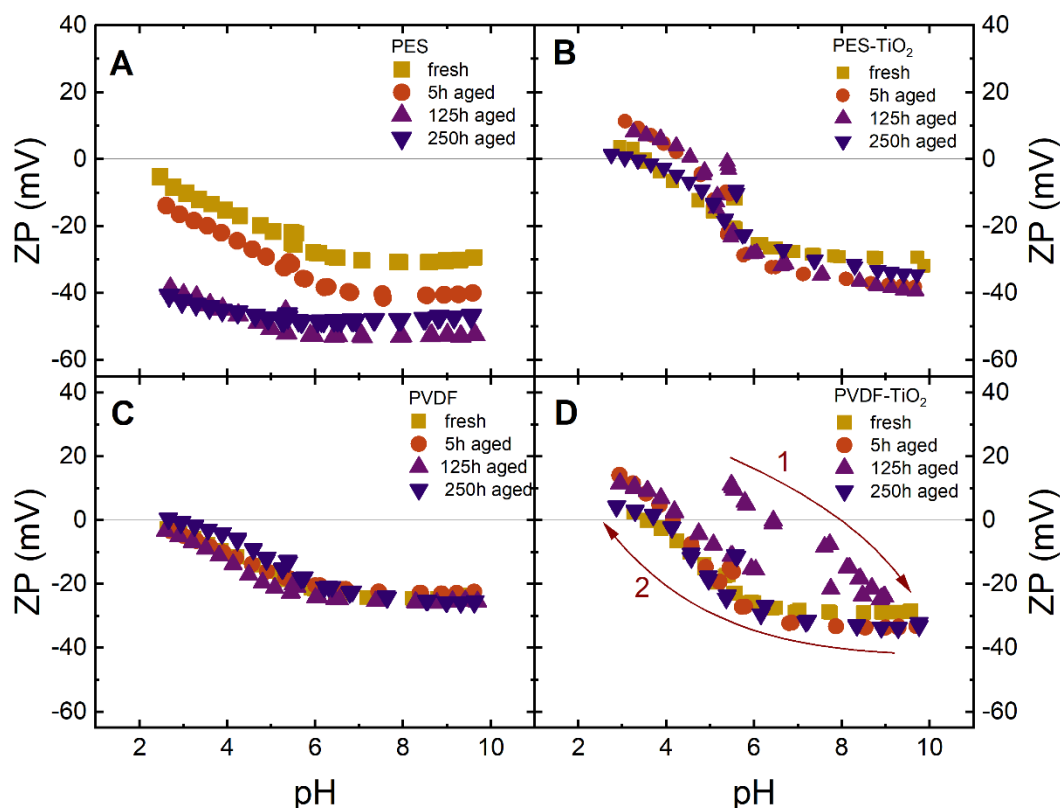 A
PES
fresh
5h aged
125h aged
250h aged
B
PES-TiO₂
fresh
5h aged
125h aged
250h aged
C
PVDF
fresh
5h aged
125h aged
250h aged
D
PVDF-TiO₂
fresh
5h aged
125h aged
250h aged
1
2
40
20
0
-20
-40
-60
ZP (mV)
40
20
0
-20
-40
-60
ZP (mV)
40
20
0
-20
-40
-60
ZP (mV)
40
20
0
-20
-40
-60
ZP (mV)
2 4 6 8 10
pH
2 4 6 8 10
pH